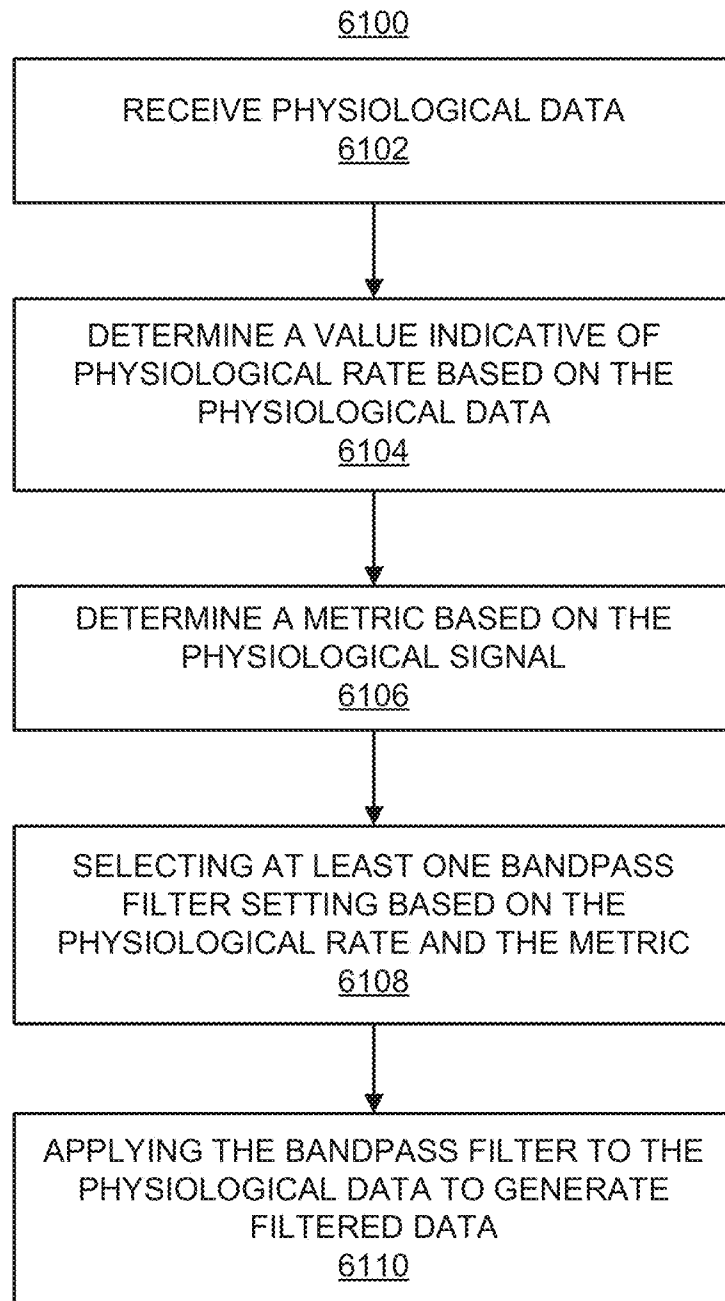 6100
RECEIVE PHYSIOLOGICAL DATA
6102
DETERMINE A VALUE INDICATIVE OF
PHYSIOLOGICAL RATE BASED ON THE
PHYSIOLOGICAL DATA
6104
DETERMINE A METRIC BASED ON THE
PHYSIOLOGICAL SIGNAL
6106
SELECTING AT LEAST ONE BANDPASS
FILTER SETTING BASED ON THE
PHYSIOLOGICAL RATE AND THE METRIC
6108
APPLYING THE BANDPASS FILTER TO THE
PHYSIOLOGICAL DATA TO GENERATE
FILTERED DATA
6110